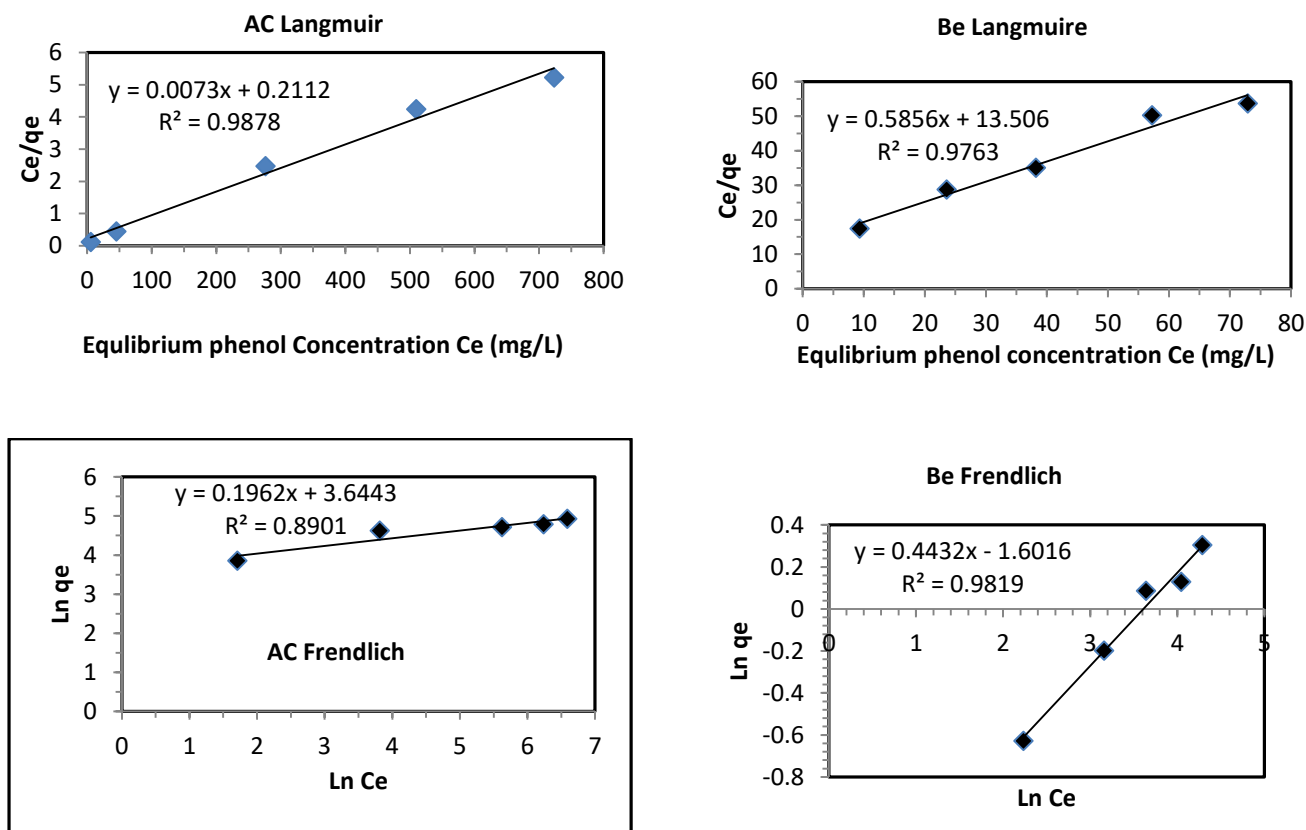 AC Langmuir
6
5
4
3
2
1
0
y = 0.0073x + 0.2112
R² = 0.9878
Ce/qe
0 100 200 300 400 500 600 700 800
Equlibrium phenol Concentration Ce (mg/L)
Be Langmuire
60
50
40
30
20
10
0
y = 0.5856x + 13.506
R² = 0.9763
Ce/qe
0 10 20 30 40 50 60 70 80
Equlibrium phenol concentration Ce (mg/L)
6
5
4
3
2
1
0
y = 0.1962x + 3.6443
R² = 0.8901
Ln qe
AC Frendlich
0 1 2 3 4 5 6 7
Ln Ce
Be Frendlich
0.4
0.2
0
-0.2
-0.4
-0.6
-0.8
y = 0.4432x - 1.6016
R² = 0.9819
Ln qe
0 1 2 3 4 5
Ln Ce